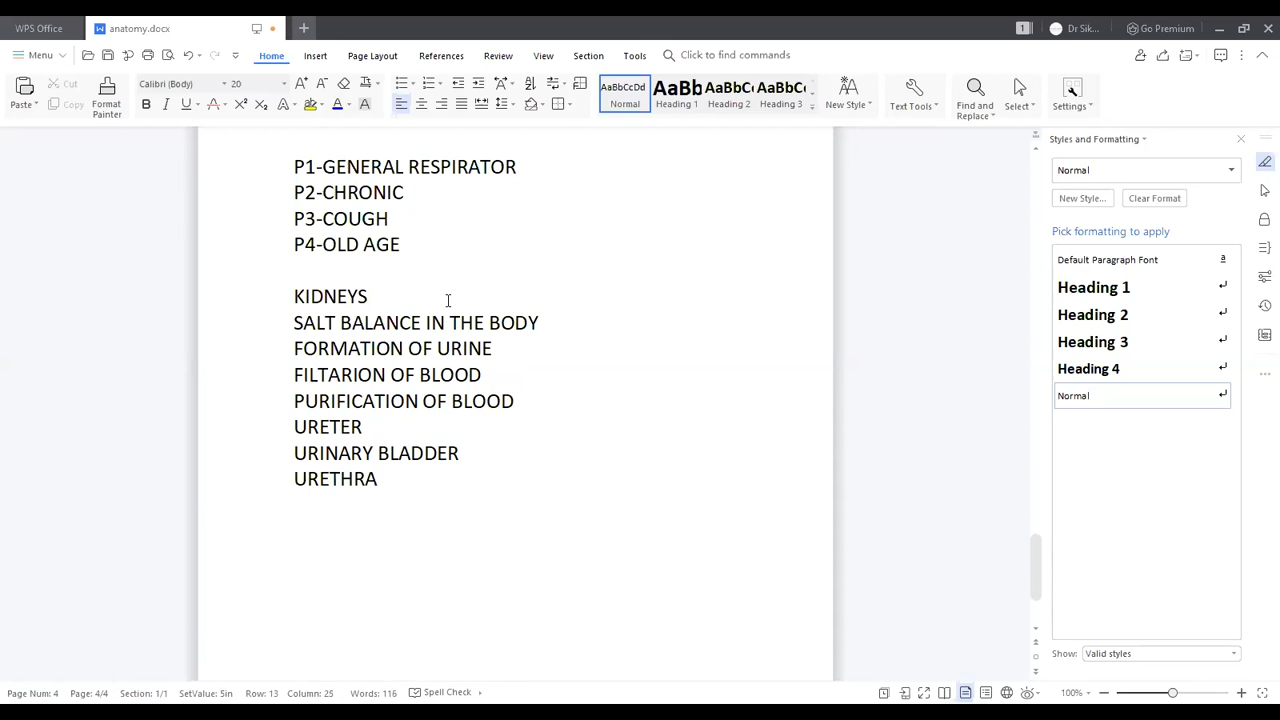 WPS Office
anatomy.docx
1
Dr Sik...
Go Premium
Menu
Home
Insert
Page Layout
References
Review
View
Section
Tools
Click to find commands
Paste
Cut
Copy
Format
Painter
Calibri (Body)
20
AaBbCcDd
Normal
AaBb
Heading 1
AaBbC
Heading 2
AaBbC
Heading 3
New Style
Text Tools
Find and
Replace
Select
Settings
P1-GENERAL RESPIRATOR
P2-CHRONIC
P3-COUGH
P4-OLD AGE
KIDNEYS
SALT BALANCE IN THE BODY
FORMATION OF URINE
FILTARION OF BLOOD
PURIFICATION OF BLOOD
URETER
URINARY BLADDER
URETHRA
Styles and Formatting
Normal
New Style...
Clear Format
Pick formatting to apply
Default Paragraph Font
Heading 1
Heading 2
Heading 3
Heading 4
Normal
Show:
Valid styles
Page Num: 4
Page: 4/4
Section: 1/1
SetValue: 5in
Row: 13
Column: 25
Words: 116
Spell Check
100%